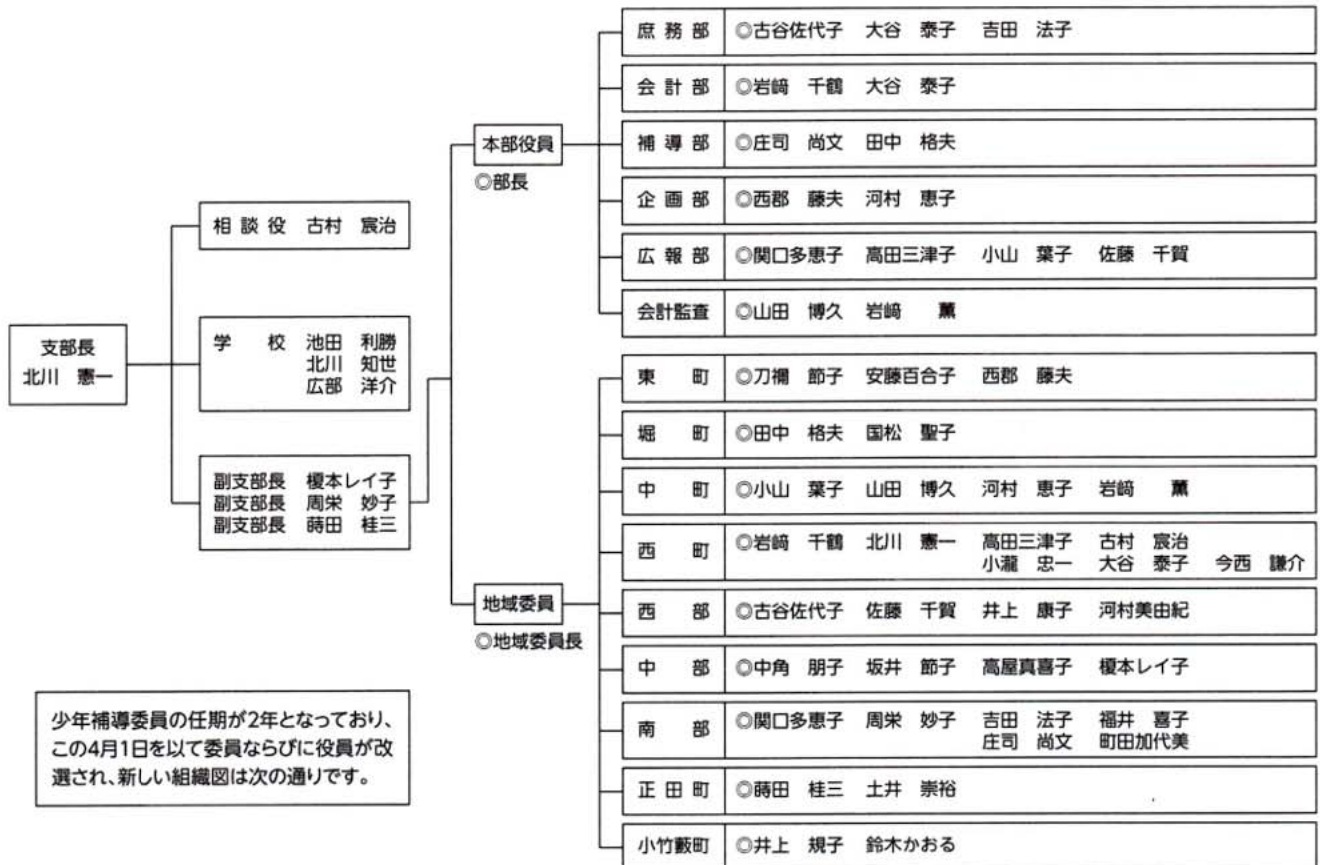 支部長
北川 憲一
相談役 古村 宸治
学 校 池田 利勝
北川 知世
広部 洋介
副支部長 榎本レイ子
副支部長 周栄 妙子
副支部長 蒔田 桂三
本部役員
◎部長
庶務部 ◎古谷佐代子 大谷 泰子 吉田 法子
会計部 ◎岩﨑 千鶴 大谷 泰子
補導部 ◎庄司 尚文 田中 格夫
企画部 ◎西郡 藤夫 河村 恵子
広報部 ◎関口多恵子 高田三津子 小山 葉子 佐藤 千賀
会計監査 ◎山田 博久 岩﨑 薫
地域委員
◎地域委員長
東 町 ◎刀禰 節子 安藤百合子 西郡 藤夫
堀 町 ◎田中 格夫 国松 聖子
中 町 ◎小山 葉子 山田 博久 河村 恵子 岩﨑 薫
西 町 ◎岩﨑 千鶴 北川 憲一 高田三津子 古村 宸治
小瀧 忠一 大谷 泰子 今西 謙介
西 部 ◎古谷佐代子 佐藤 千賀 井上 康子 河村美由紀
中 部 ◎中角 朋子 坂井 節子 高屋真喜子 榎本レイ子
南 部 ◎関口多恵子 周栄 妙子 吉田 法子 福井 喜子
庄司 尚文 町田加代美
正田町 ◎蒔田 桂三 土井 崇裕
小竹藪町 ◎井上 規子 鈴木かおる
少年補導委員の任期が2年となっており、
この4月1日を以て委員ならびに役員が改
選され、新しい組織図は次の通りです。